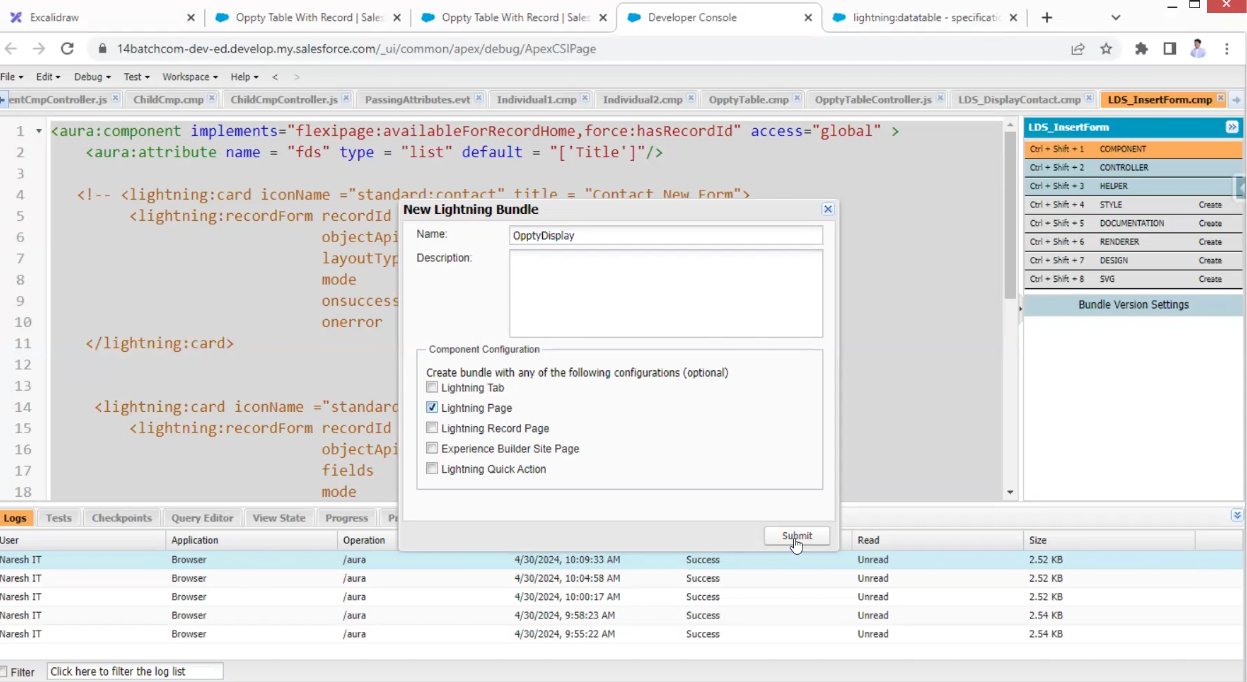 Excalidraw
Oppty Table With Record | Sales
Oppty Table With Record | Sales
Developer Console
lightning:datatable - specificati
14batchcom-dev-ed.develop.my.salesforce.com/_ui/common/apex/debug/ApexCSIPage
File Edit Debug Test Workspace Help < >
entCmpController.js ChildCmp.cmp ChildCmpController.js PassingAttributes.evt Individual1.cmp Individual2.cmp OpptyTable.cmp OpptyTableController.js LDS_DisplayContact.cmp LDS_InsertForm.cmp
1 <aura:component implements="flexipage:availableForRecordHome,force:hasRecordId" access="global" >
2 <aura:attribute name = "fds" type = "list" default = "['Title']"/>
3
4 <!-- <lightning:card iconName ="standard:contact" title = "Contact New Form">
5 <lightning:recordForm recordId
6 objectApi
7 layoutTyp
8 mode
9 onsuccess
10 onerror
11 </lightning:card>
12
13
14 <lightning:card iconName ="standard
15 <lightning:recordForm recordId
16 objectApi
17 fields
18 mode
New Lightning Bundle
Name: OpptyDisplay
Description:
Component Configuration
Create bundle with any of the following configurations (optional)
Lightning Tab
Lightning Page
Lightning Record Page
Experience Builder Site Page
Lightning Quick Action
Submit
LDS_InsertForm
Ctrl + Shift + 1 COMPONENT
Ctrl + Shift + 2 CONTROLLER
Ctrl + Shift + 3 HELPER
Ctrl + Shift + 4 STYLE Create
Ctrl + Shift + 5 DOCUMENTATION Create
Ctrl + Shift + 6 RENDERER Create
Ctrl + Shift + 7 DESIGN Create
Ctrl + Shift + 8 SVG Create
Bundle Version Settings
Logs Tests Checkpoints Query Editor View State Progress Pr
User Application Operation Read Size
Naresh IT Browser /aura 4/30/2024, 10:09:33 AM Success Unread 2.52 KB
Naresh IT Browser /aura 4/30/2024, 10:04:58 AM Success Unread 2.52 KB
Naresh IT Browser /aura 4/30/2024, 10:00:17 AM Success Unread 2.52 KB
Naresh IT Browser /aura 4/30/2024, 9:58:23 AM Success Unread 2.54 KB
Naresh IT Browser /aura 4/30/2024, 9:55:22 AM Success Unread 2.54 KB
Filter Click here to filter the log list